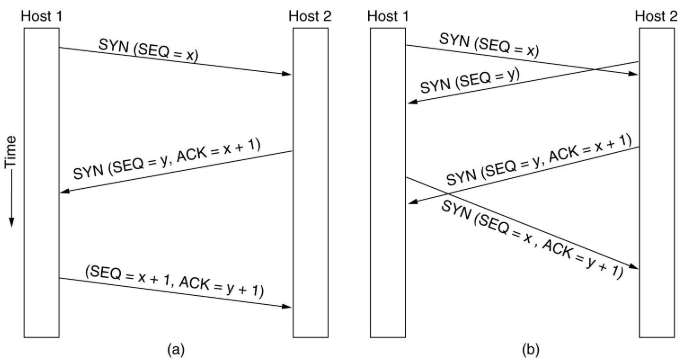 Host 1
Host 2
Time
SYN (SEQ = x)
SYN (SEQ = y, ACK = x + 1)
(SEQ = x + 1, ACK = y + 1)
(a)
Host 1
Host 2
SYN (SEQ = x)
SYN (SEQ = y)
SYN (SEQ = y, ACK = x + 1)
SYN (SEQ = x , ACK = y + 1)
(b)